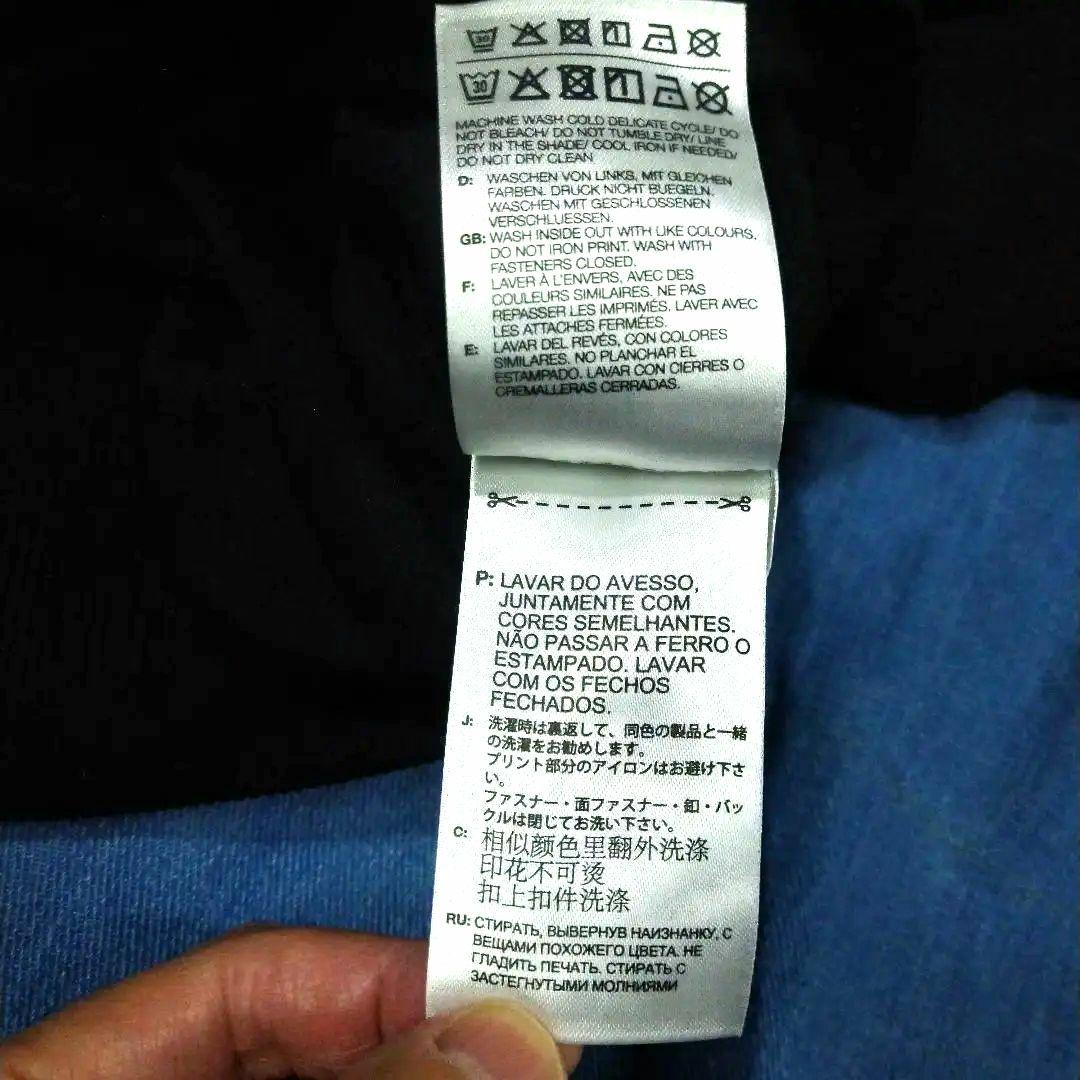 MACHINE WASH COLD DELICATE CYCLE/ DO
NOT BLEACH/ DO NOT TUMBLE DRY/ LINE
DRY IN THE SHADE/ COOL IRON IF NEEDED/
DO NOT DRY CLEAN
D: WASCHEN VON LINKS, MIT GLEICHEN
FARBEN. DRUCK NICHT BUEGELN.
WASCHEN MIT GESCHLOSSENEN
VERSCHLUESSEN.
GB: WASH INSIDE OUT WITH LIKE COLOURS.
DO NOT IRON PRINT. WASH WITH
FASTENERS CLOSED.
F: LAVER À L'ENVERS, AVEC DES
COULEURS SIMILAIRES. NE PAS
REPASSER LES IMPRIMÉS. LAVER AVEC
LES ATTACHES FERMÉES.
E: LAVAR DEL REVÉS, CON COLORES
SIMILARES. NO PLANCHAR EL
ESTAMPADO. LAVAR CON CIERRES O
CREMALLERAS CERRADAS.
P: LAVAR DO AVESSO,
JUNTAMENTE COM
CORES SEMELHANTES.
NÃO PASSAR A FERRO O
ESTAMPADO. LAVAR
COM OS FECHOS
FECHADOS.
J: 洗濯時は裏返して、同色の製品と一緒
の洗濯をお勧めします。
プリント部分のアイロンはお避け下さ
い。
ファスナー・面ファスナー・釦・バッ
クルは閉じてお洗い下さい。
C: 相似颜色里翻外洗涤
印花不可烫
扣上扣件洗涤
RU: СТИРАТЬ, ВЫВЕРНУВ НАИЗНАНКУ, С
ВЕЩАМИ ПОХОЖЕГО ЦВЕТА. НЕ
ГЛАДИТЬ ПЕЧАТЬ. СТИРАТЬ С
ЗАСТЕГНУТЫМИ МОЛНИЯМИ